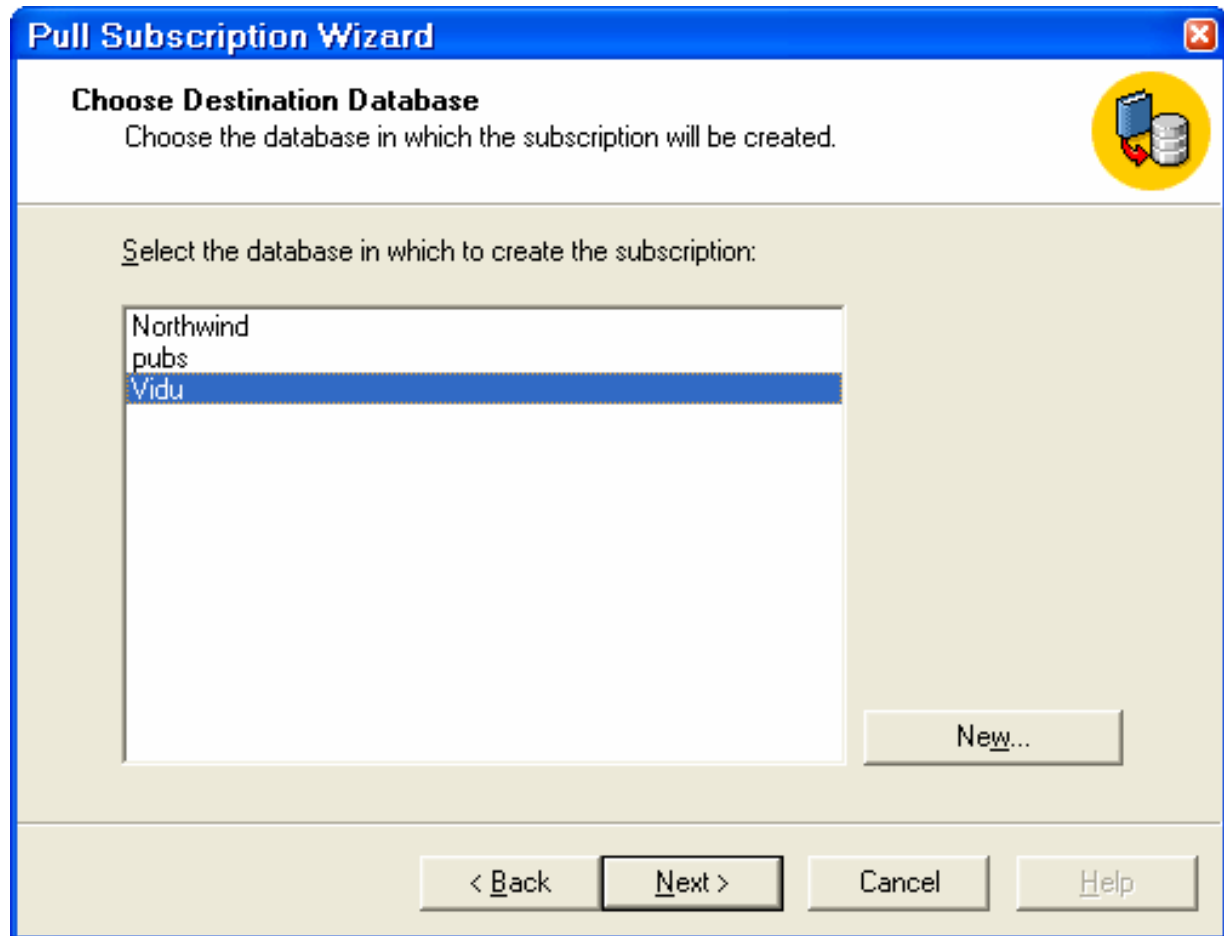 Pull Subscription Wizard
Choose Destination Database
Choose the database in which the subscription will be created.
Select the database in which to create the subscription:
Northwind
pubs
Vidu
New...
< Back
Next >
Cancel
Help